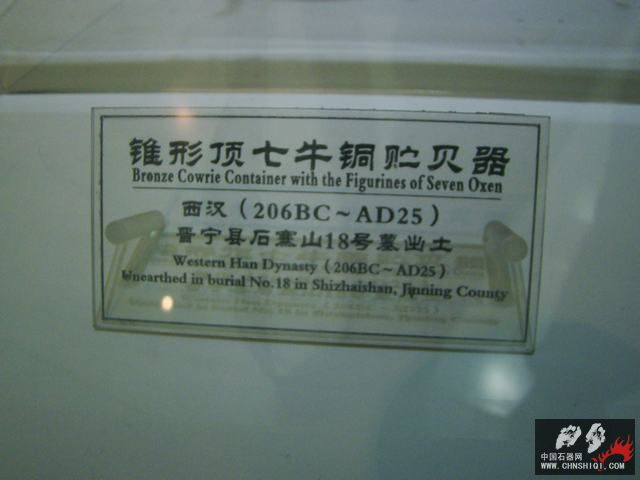 锥形顶七牛铜贮贝器
Bronze Cowrie Container with the Figurines of Seven Oxen
西汉（206BC～AD25）
晋宁县石寨山18号墓出土
Western Han Dynasty（206BC～AD25）
Unearthed in burial No.18 in Shizhaishan, Jinning County
中国石器网
WWW.CHNSHIQI.COM